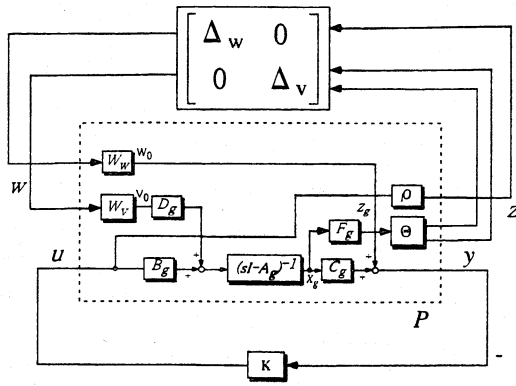 Δw 0
0 Δv
Ww w0
w
Wv v0 Dg
ρ
z
zg
Fg
Θ
u
Bg
(sI-Ag)⁻¹
xg
Cg
y
+
+
+
+
+
P
K
-